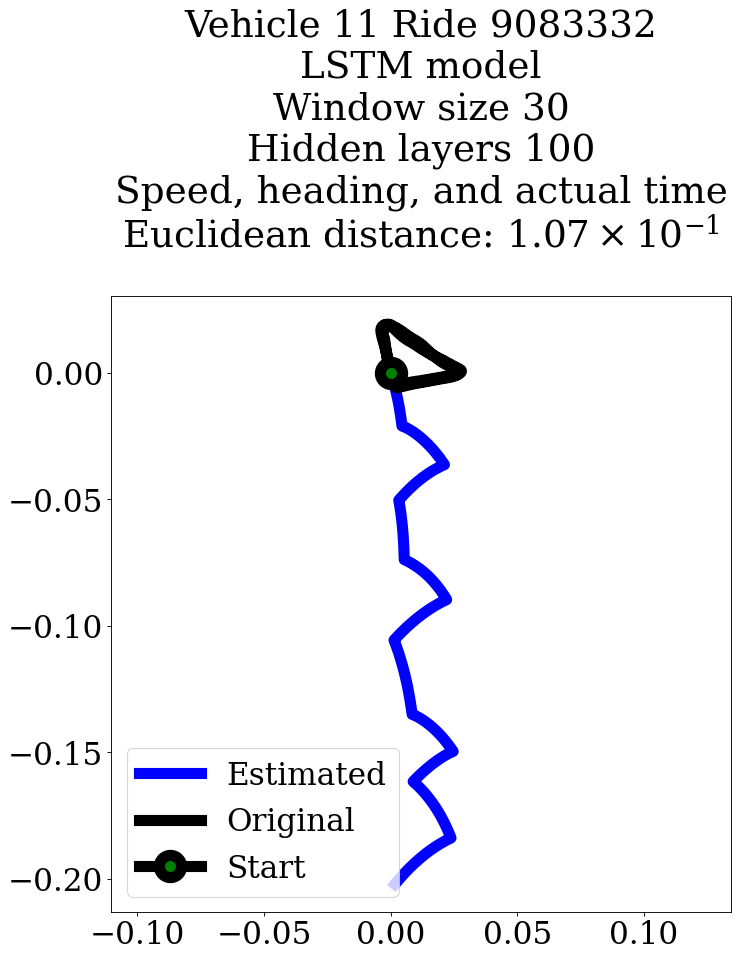 Vehicle 11 Ride 9083332
LSTM model
Window size 30
Hidden layers 100
Speed, heading, and actual time
Euclidean distance: 1.07 × 10⁻¹
0.00
−0.05
−0.10
−0.15
−0.20
Estimated
Original
Start
−0.10 −0.05 0.00 0.05 0.10